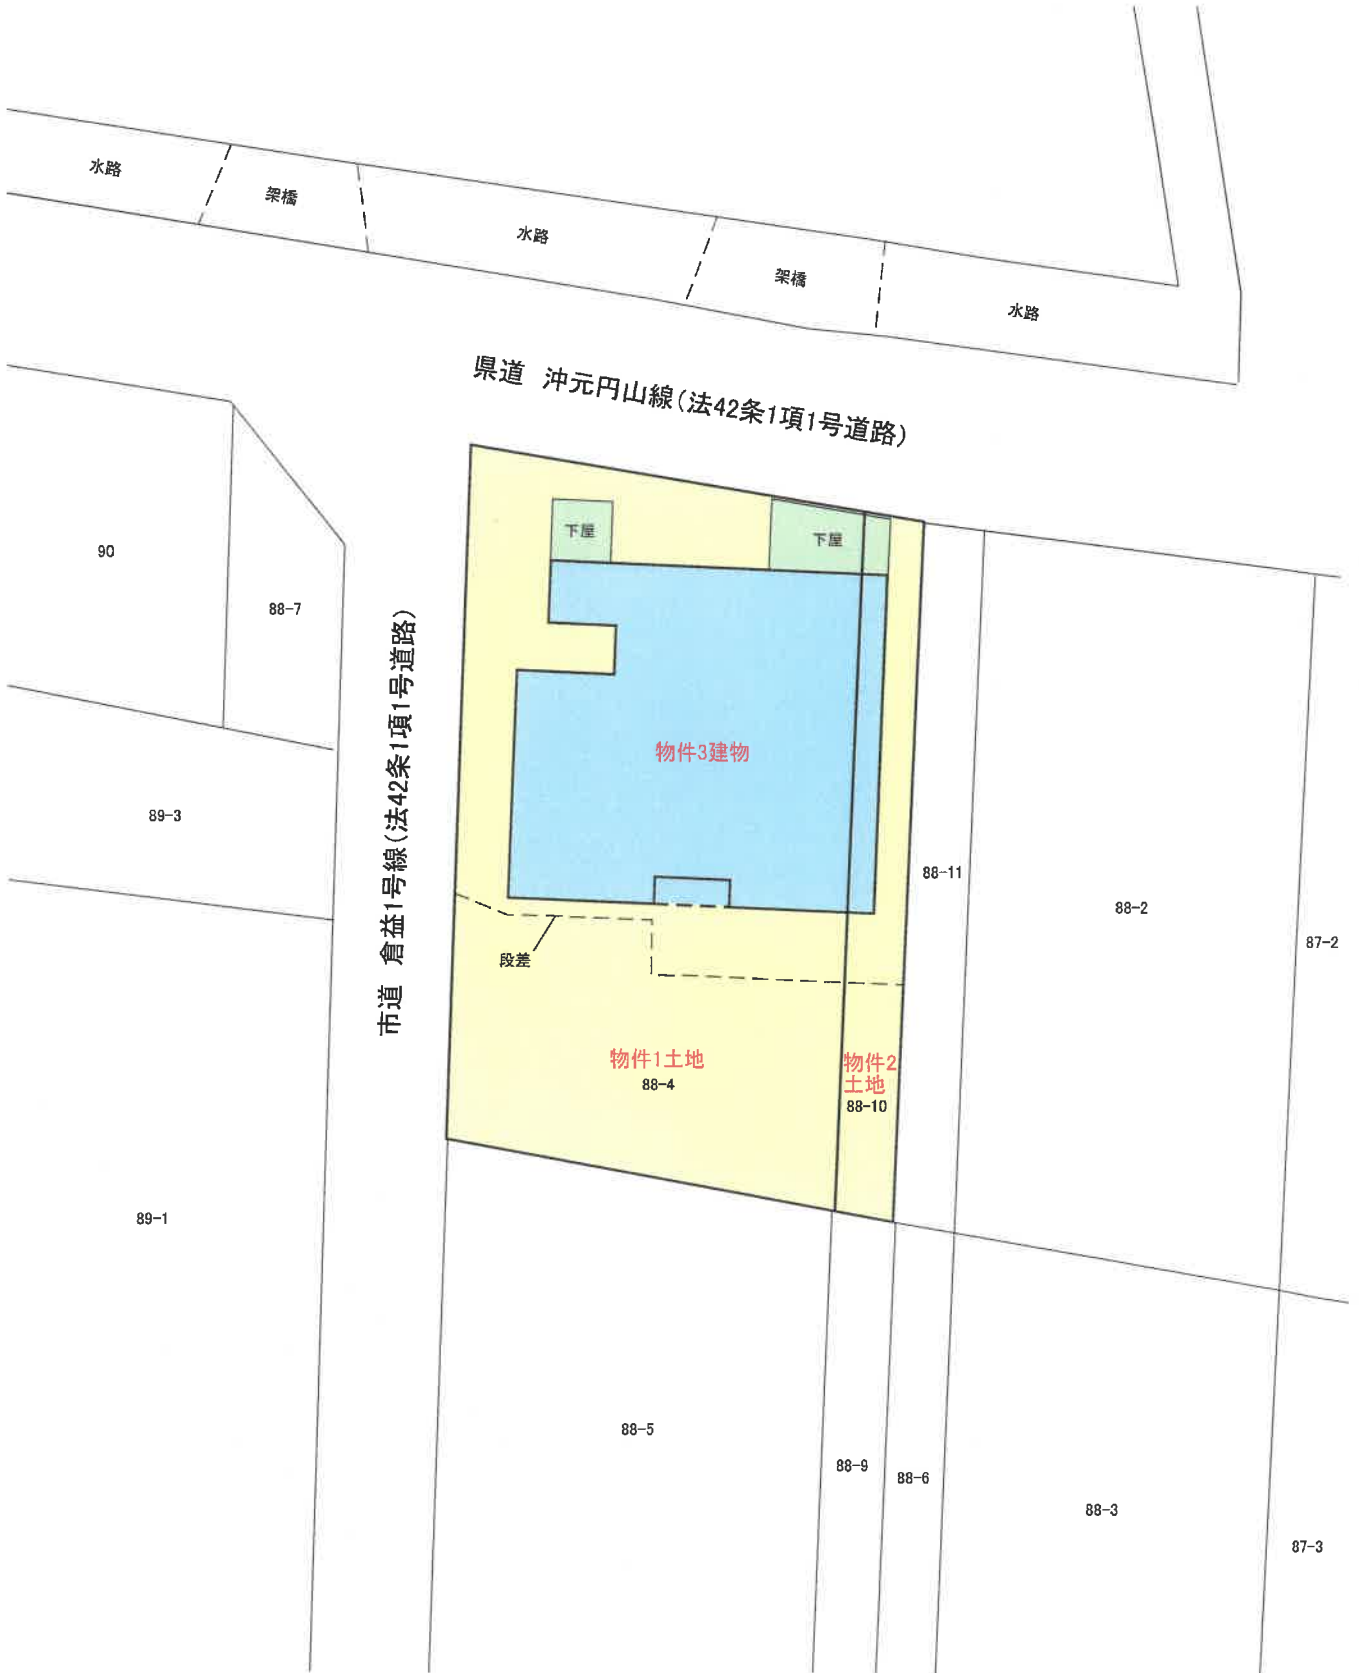 水路
架橋
水路
架橋
水路
県道 沖元円山線(法42条1項1号道路)
下屋
下屋
90
88-7
市道 倉益1号線(法42条1項1号道路)
物件3建物
89-3
88-11
88-2
87-2
段差
物件1土地
88-4
物件2
土地
88-10
89-1
88-5
88-9
88-6
88-3
87-3